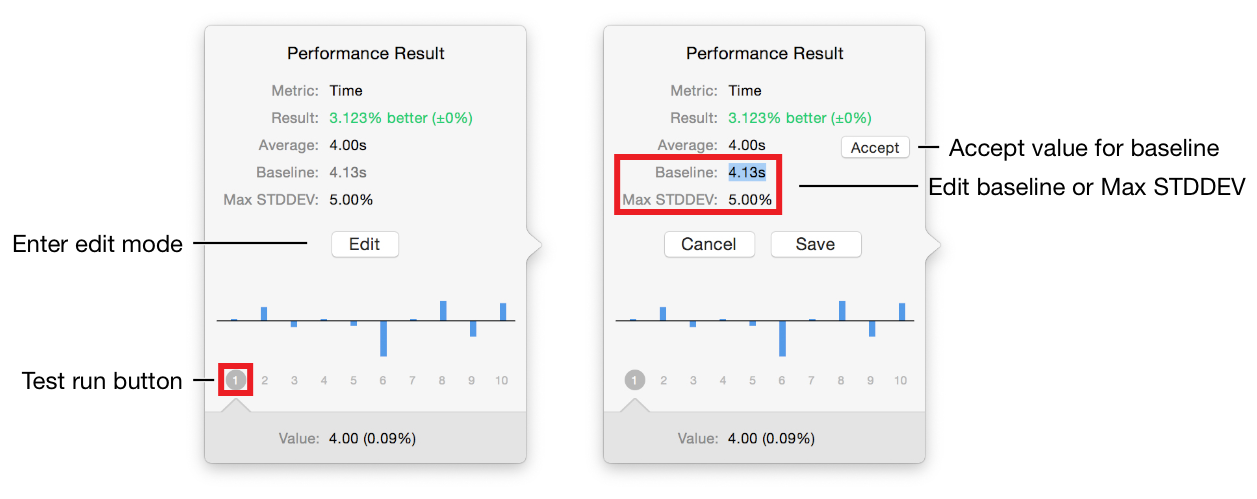 Performance Result
Metric: Time
Result: 3.123% better (±0%)
Average: 4.00s
Baseline: 4.13s
Max STDDEV: 5.00%
Enter edit mode
Edit
Test run button
1 2 3 4 5 6 7 8 9 10
Value: 4.00 (0.09%)
Performance Result
Metric: Time
Result: 3.123% better (±0%)
Average: 4.00s
Accept
Accept value for baseline
Baseline: 4.13s
Max STDDEV: 5.00%
Edit baseline or Max STDDEV
Cancel Save
1 2 3 4 5 6 7 8 9 10
Value: 4.00 (0.09%)